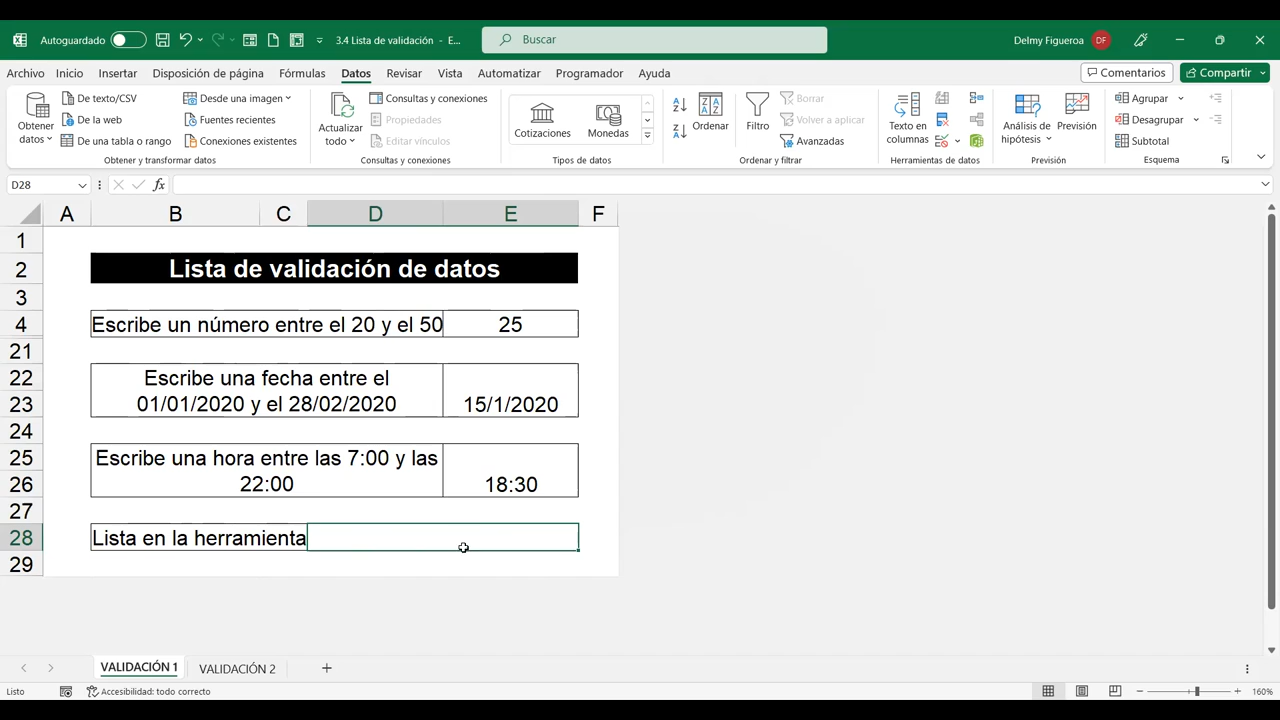 Autoguardado
3.4 Lista de validación - E...
Buscar
Delmy Figueroa DF
Archivo Inicio Insertar Disposición de página Fórmulas Datos Revisar Vista Automatizar Programador Ayuda
Comentarios Compartir
Obtener datos
De texto/CSV
De la web
De una tabla o rango
Desde una imagen
Fuentes recientes
Conexiones existentes
Obtener y transformar datos
Actualizar todo
Consultas y conexiones
Propiedades
Editar vínculos
Consultas y conexiones
Cotizaciones
Monedas
Tipos de datos
Ordenar
Filtro
Borrar
Volver a aplicar
Avanzadas
Ordenar y filtrar
Texto en columnas
Herramientas de datos
Análisis de hipótesis
Previsión
Previsión
Agrupar
Desagrupar
Subtotal
Esquema
D28
fx
A B C D E F
1
2 Lista de validación de datos
3
4 Escribe un número entre el 20 y el 50 25
21
22 Escribe una fecha entre el
23 01/01/2020 y el 28/02/2020 15/1/2020
24
25 Escribe una hora entre las 7:00 y las
26 22:00 18:30
27
28 Lista en la herramienta
29
VALIDACIÓN 1 VALIDACIÓN 2
Listo Accesibilidad: todo correcto 160%